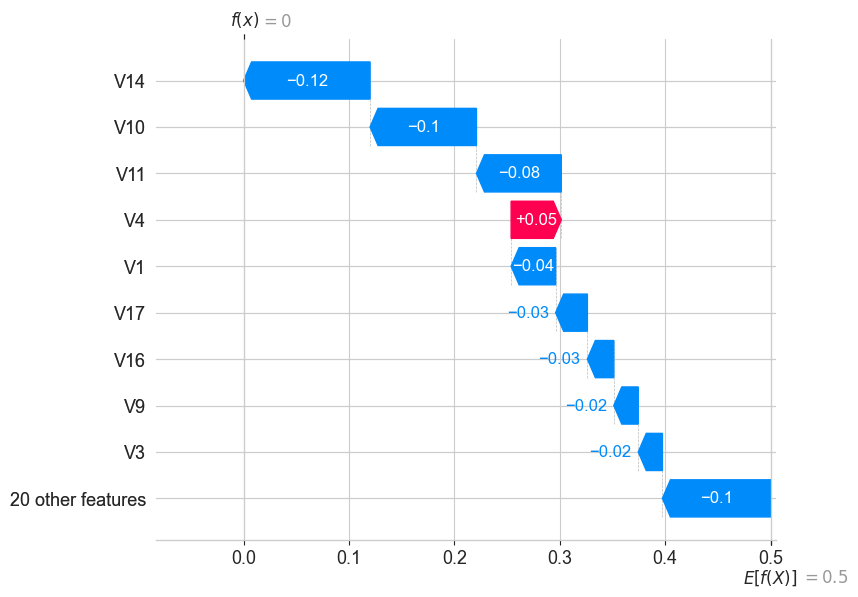 f(x) = 0
V14
−0.12
V10
−0.1
V11
−0.08
V4
+0.05
V1
−0.04
V17
−0.03
V16
−0.03
V9
−0.02
V3
−0.02
20 other features
−0.1
0.0 0.1 0.2 0.3 0.4 0.5
E[f(X)] = 0.5